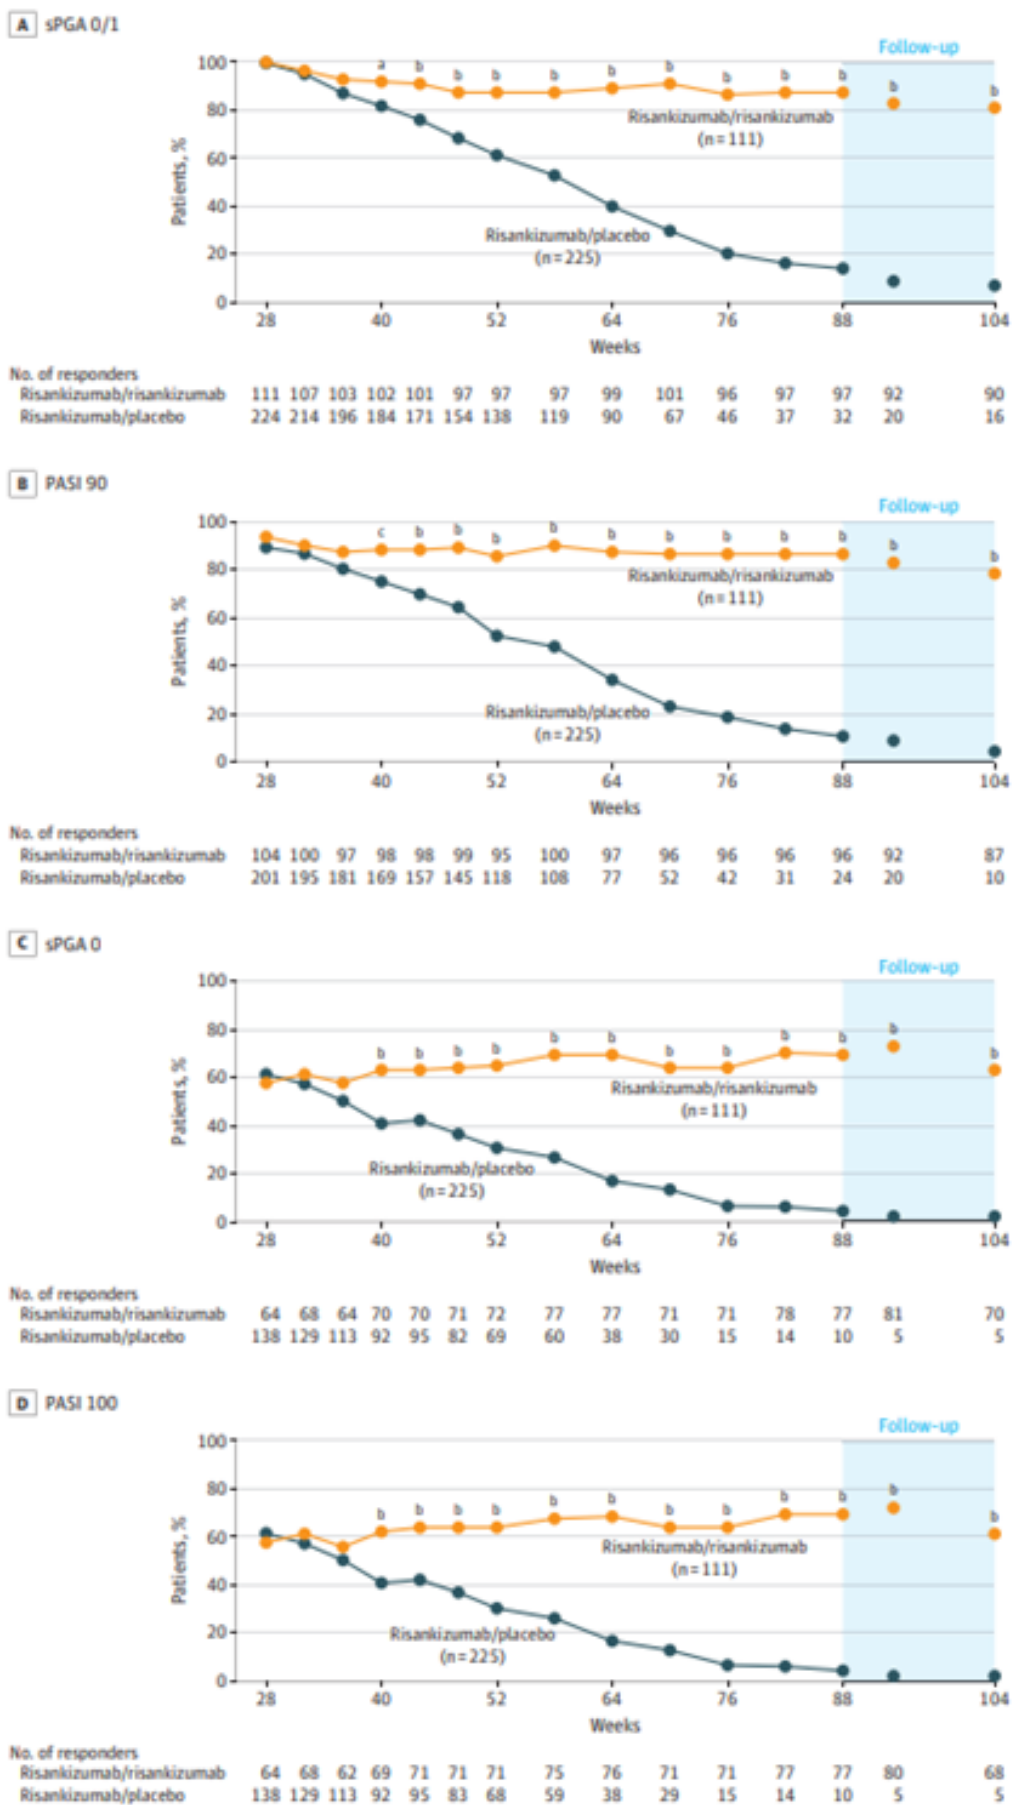 A sPGA 0/1
Follow-up
100
80
60
40
20
0
Patients, %
a b b b b b b b b b b b
Risankizumab/risankizumab
(n=111)
Risankizumab/placebo
(n=225)
28 40 52 64 76 88 104
Weeks
No. of responders
Risankizumab/risankizumab 111 107 103 102 101 97 97 97 99 101 96 97 97 92 90
Risankizumab/placebo 224 214 196 184 171 154 138 119 90 67 46 37 32 20 16
B PASI 90
Follow-up
100
80
60
40
20
0
Patients, %
c b b b b b b b b b b b
Risankizumab/risankizumab
(n=111)
Risankizumab/placebo
(n=225)
28 40 52 64 76 88 104
Weeks
No. of responders
Risankizumab/risankizumab 104 100 97 98 98 99 95 100 97 96 96 96 96 92 87
Risankizumab/placebo 201 195 181 169 157 145 118 108 77 52 42 31 24 20 10
C sPGA 0
Follow-up
100
80
60
40
20
0
Patients, %
b b b b b b b b b b b b
Risankizumab/risankizumab
(n=111)
Risankizumab/placebo
(n=225)
28 40 52 64 76 88 104
Weeks
No. of responders
Risankizumab/risankizumab 64 68 64 70 70 71 72 77 77 71 71 78 77 81 70
Risankizumab/placebo 138 129 113 92 95 82 69 60 38 30 15 14 10 5 5
D PASI 100
Follow-up
100
80
60
40
20
0
Patients, %
b b b b b b b b b b b b
Risankizumab/risankizumab
(n=111)
Risankizumab/placebo
(n=225)
28 40 52 64 76 88 104
Weeks
No. of responders
Risankizumab/risankizumab 64 68 62 69 71 71 71 75 76 71 71 77 77 80 68
Risankizumab/placebo 138 129 113 92 95 83 68 59 38 29 15 14 10 5 5